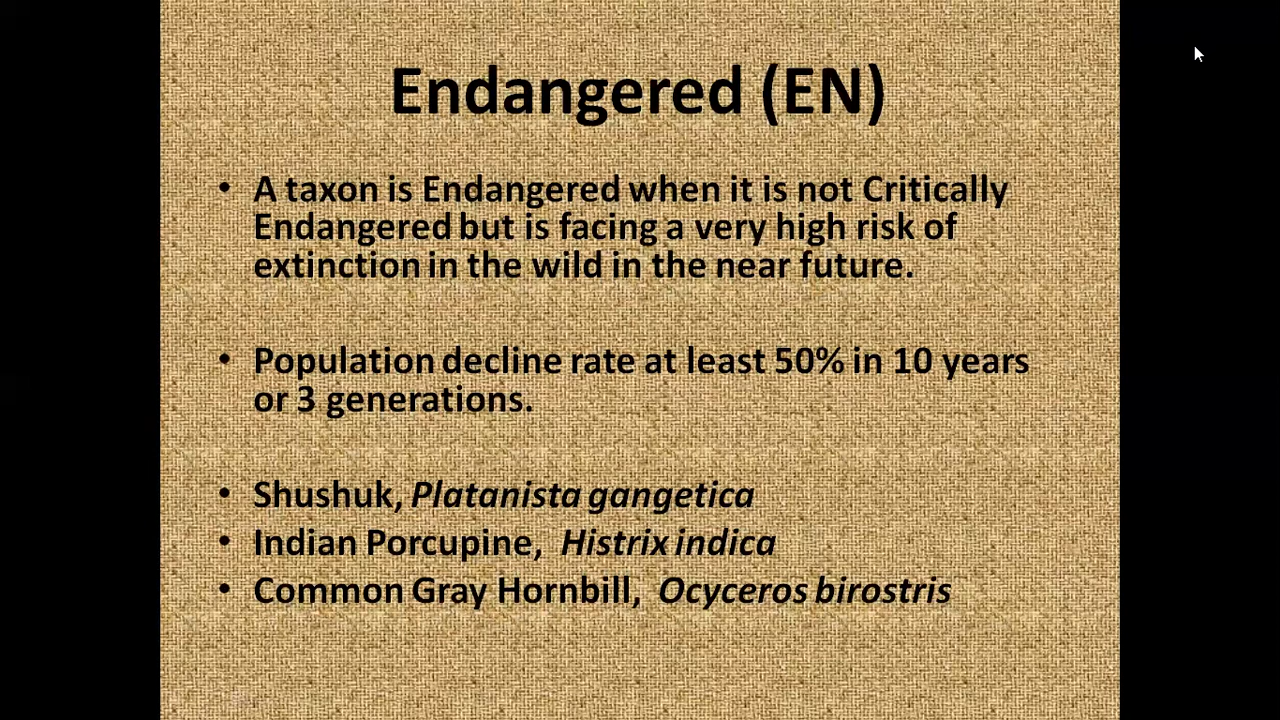 Endangered (EN)
• A taxon is Endangered when it is not Critically
Endangered but is facing a very high risk of
extinction in the wild in the near future.
• Population decline rate at least 50% in 10 years
or 3 generations.
• Shushuk, Platanista gangetica
• Indian Porcupine, Histrix indica
• Common Gray Hornbill, Ocyceros birostris